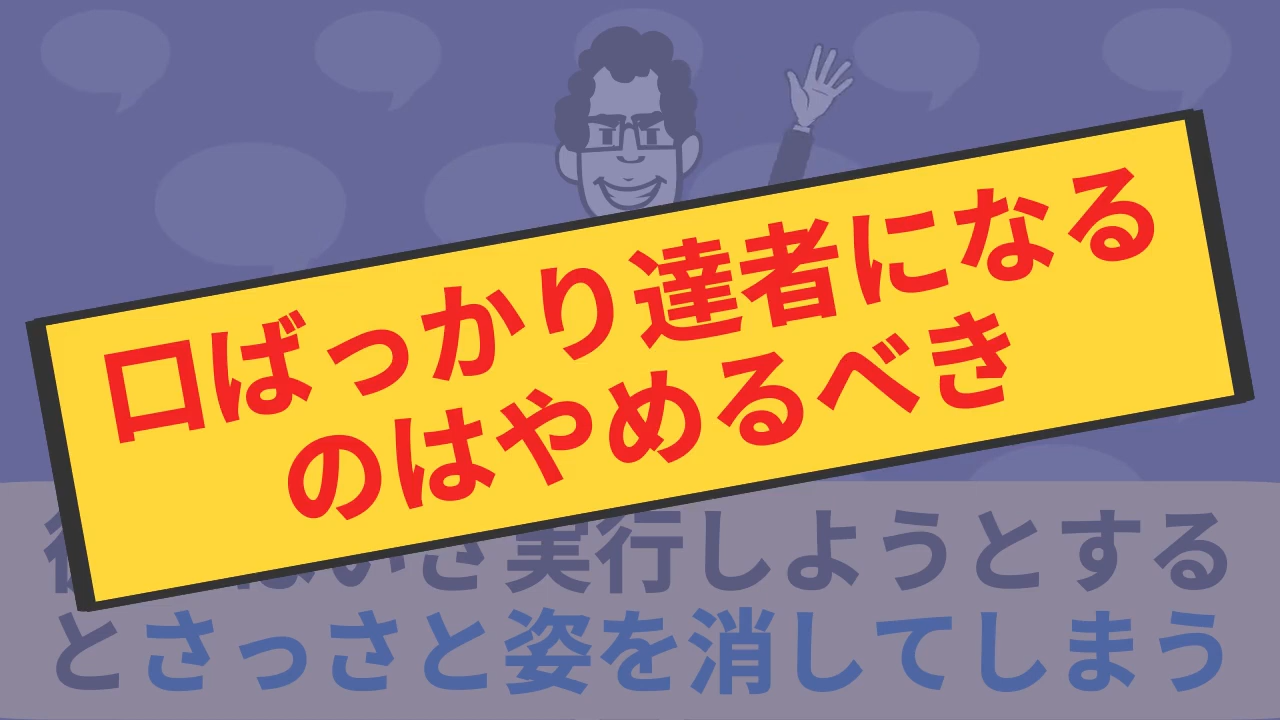 口ばっかり達者になる
のはやめるべき
実行しようとする
とさっさと姿を消してしまう